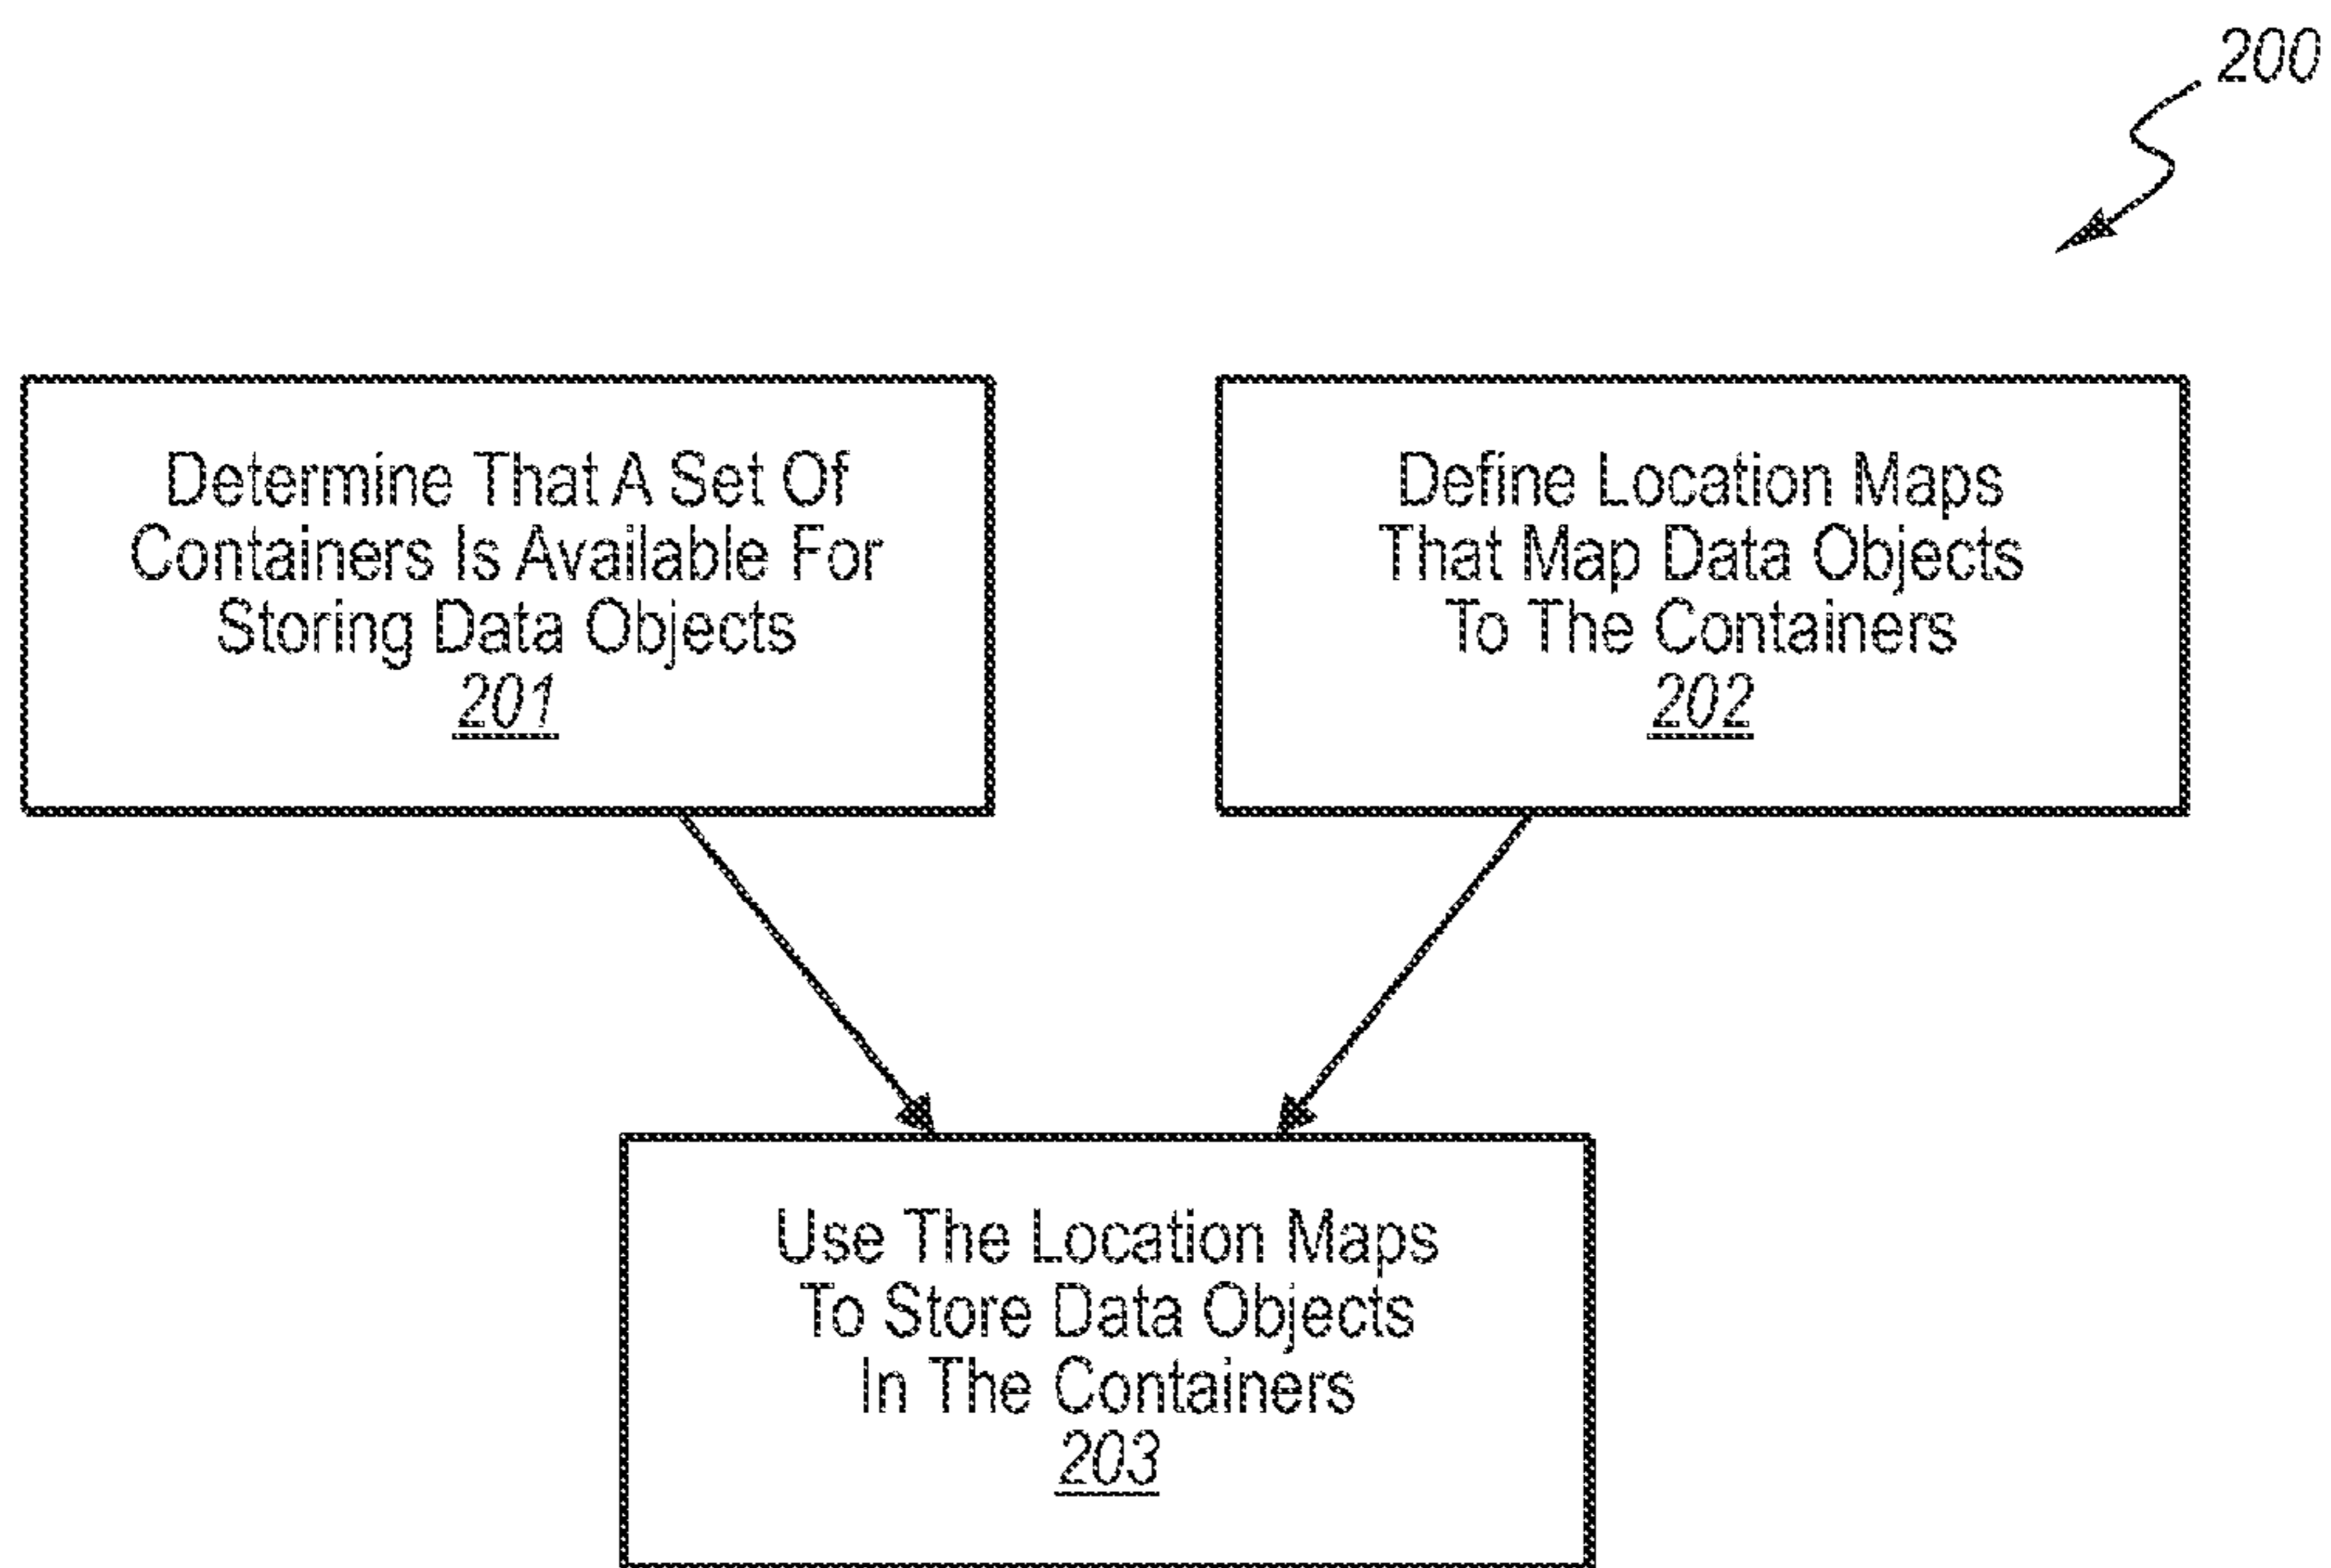 200
Determine That A Set Of
Containers Is Available For
Storing Data Objects
201
Define Location Maps
That Map Data Objects
To The Containers
202
Use The Location Maps
To Store Data Objects
In The Containers
203